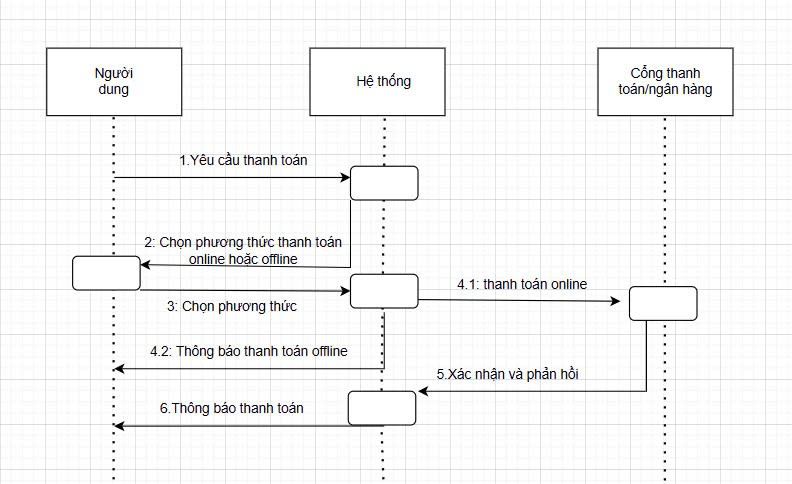 Người
dung
Hệ thống
Cổng thanh
toán/ngân hàng
1.Yêu cầu thanh toán
2: Chọn phương thức thanh toán
online hoặc offline
3: Chọn phương thức
4.1: thanh toán online
4.2: Thông báo thanh toán offline
5.Xác nhận và phản hồi
6.Thông báo thanh toán